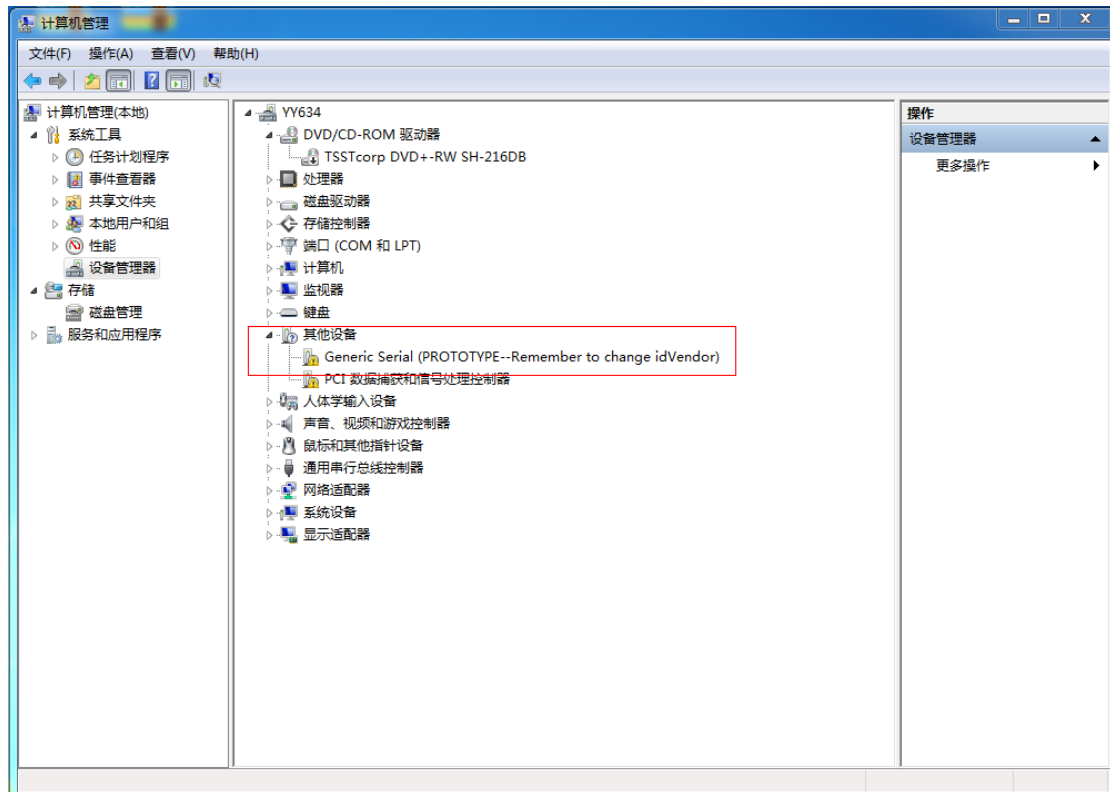 计算机管理
文件(F) 操作(A) 查看(V) 帮助(H)
计算机管理(本地)
系统工具
任务计划程序
事件查看器
共享文件夹
本地用户和组
性能
设备管理器
存储
磁盘管理
服务和应用程序
YY634
DVD/CD-ROM 驱动器
TSSTcorp DVD+-RW SH-216DB
处理器
磁盘驱动器
存储控制器
端口 (COM 和 LPT)
计算机
监视器
键盘
其他设备
Generic Serial (PROTOTYPE--Remember to change idVendor)
PCI 数据捕获和信号处理控制器
人体学输入设备
声音、视频和游戏控制器
鼠标和其他指针设备
通用串行总线控制器
网络适配器
系统设备
显示适配器
操作
设备管理器
更多操作